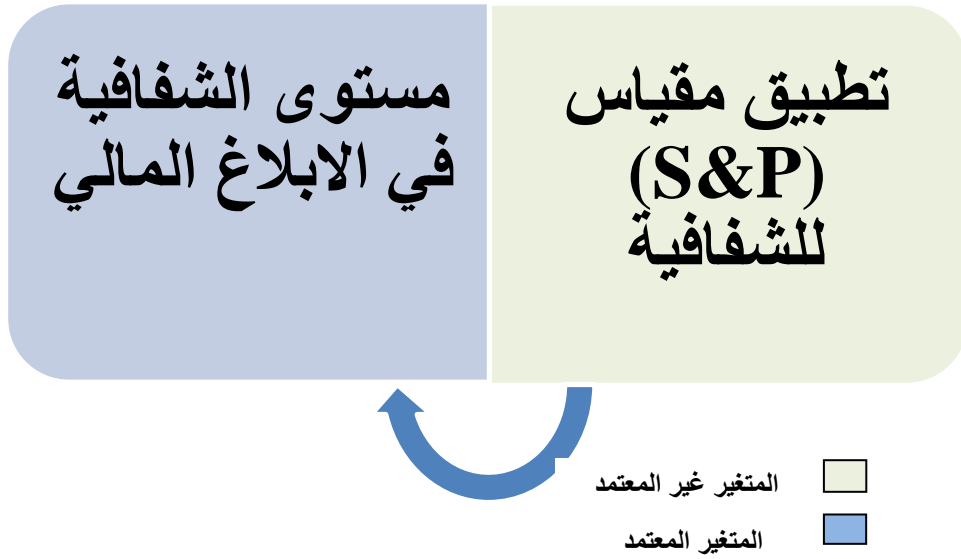 تطبيق مقياس
(S&P)
للشفافية
مستوى الشفافية
في الابلاغ المالي
المتغير غير المعتمد
المتغير المعتمد